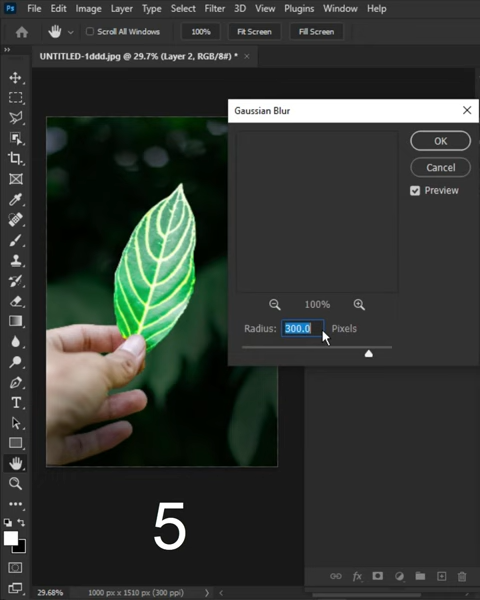 Ps File Edit Image Layer Type Select Filter 3D View Plugins Window Help
Scroll All Windows 100% Fit Screen Fill Screen
UNTITLED-1ddd.jpg @ 29.7% (Layer 2, RGB/8#) * ×
Gaussian Blur
OK
Cancel
Preview
100%
Radius: 300.0 Pixels
T
5
fx
29.68% 1000 px x 1510 px (300 ppi)